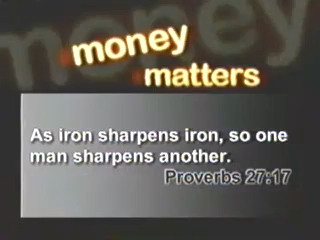 money
money
matters
As iron sharpens iron, so one
man sharpens another.
Proverbs 27:17